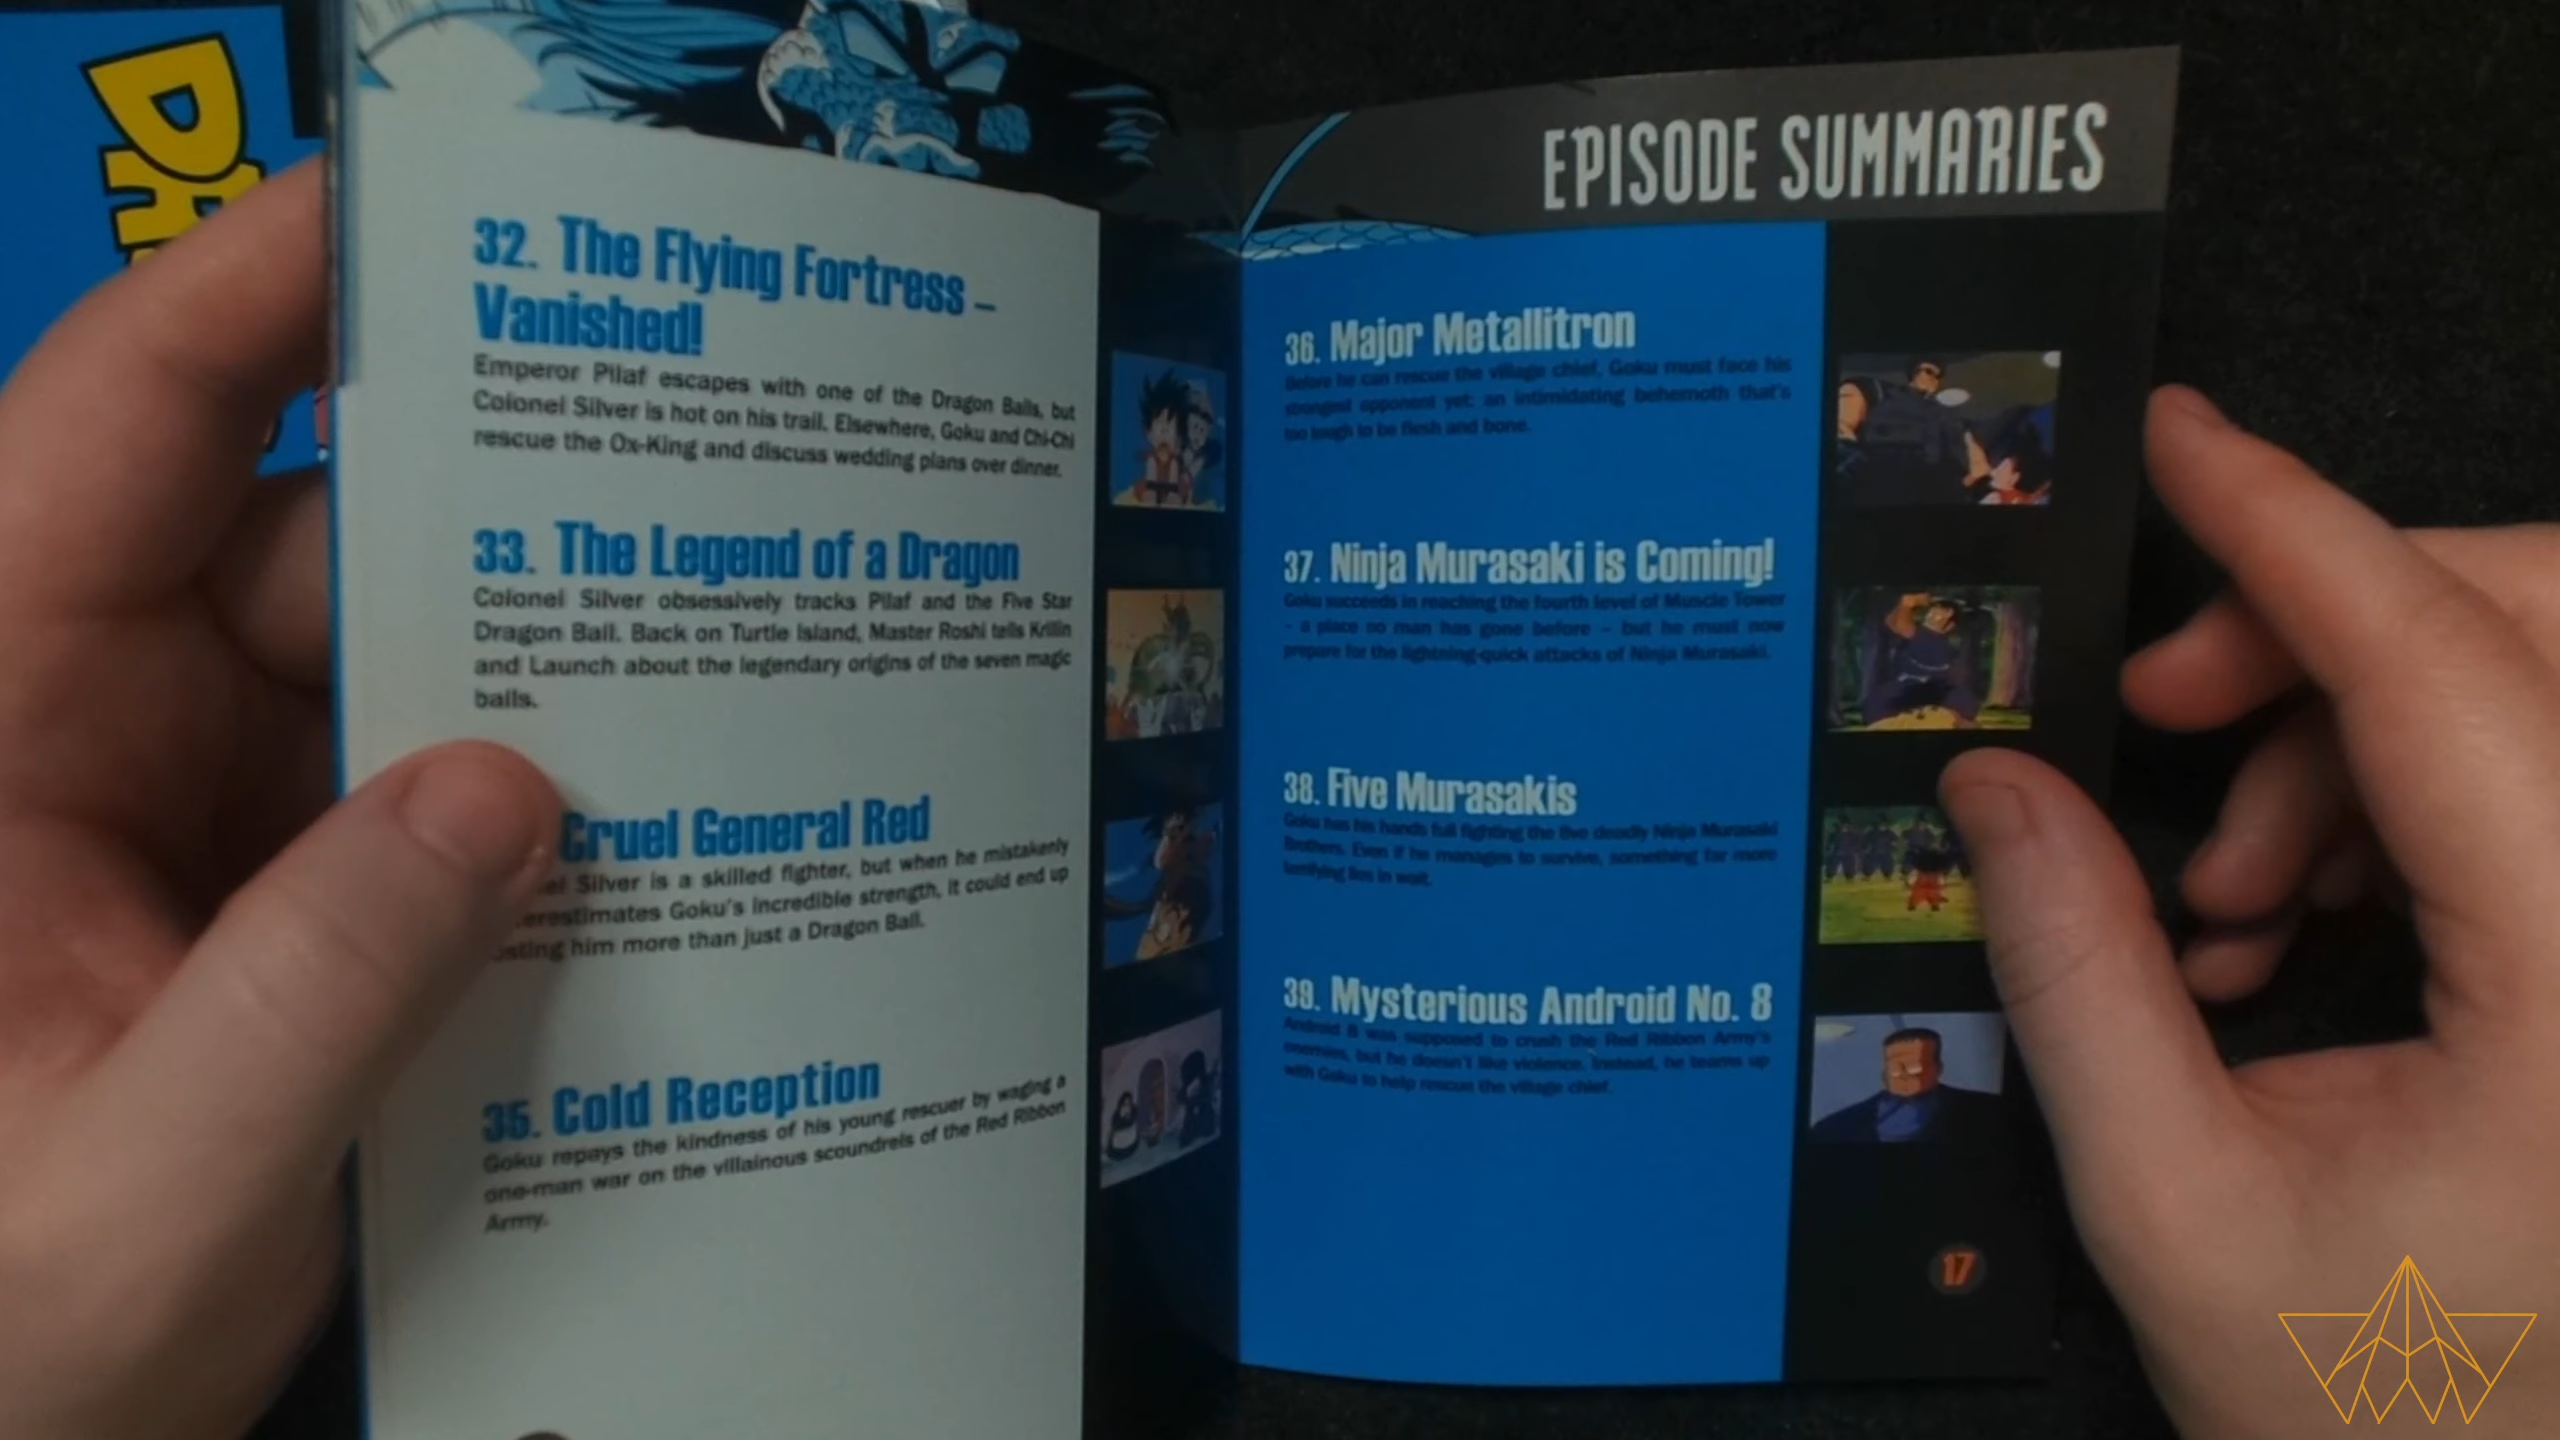 DRA
32. The Flying Fortress –
Vanished!
Emperor Pilaf escapes with one of the Dragon Balls, but
Colonel Silver is hot on his trail. Elsewhere, Goku and Chi-Chi
rescue the Ox-King and discuss wedding plans over dinner.
33. The Legend of a Dragon
Colonel Silver obsessively tracks Pilaf and the Five Star
Dragon Ball. Back on Turtle Island, Master Roshi tells Krillin
and Launch about the legendary origins of the seven magic
balls.
Cruel General Red
el Silver is a skilled fighter, but when he mistakenly
erestimates Goku's incredible strength, it could end up
sting him more than just a Dragon Ball.
35. Cold Reception
Goku repays the kindness of his young rescuer by waging a
one-man war on the villainous scoundrels of the Red Ribbon
Army.
EPISODE SUMMARIES
36. Major Metallitron
Before he can rescue the village chief, Goku must face his
strongest opponent yet: an intimidating behemoth that's
too tough to be flesh and bone.
37. Ninja Murasaki is Coming!
Goku succeeds in reaching the fourth level of Muscle Tower
– a place no man has gone before – but he must now
prepare for the lightning-quick attacks of Ninja Murasaki.
38. Five Murasakis
Goku has his hands full fighting the five deadly Ninja Murasaki
Brothers. Even if he manages to survive, something far more
terrifying lies in wait.
39. Mysterious Android No. 8
Android 8 was supposed to crush the Red Ribbon Army's
enemies, but he doesn't like violence. Instead, he teams up
with Goku to help rescue the village chief.
17